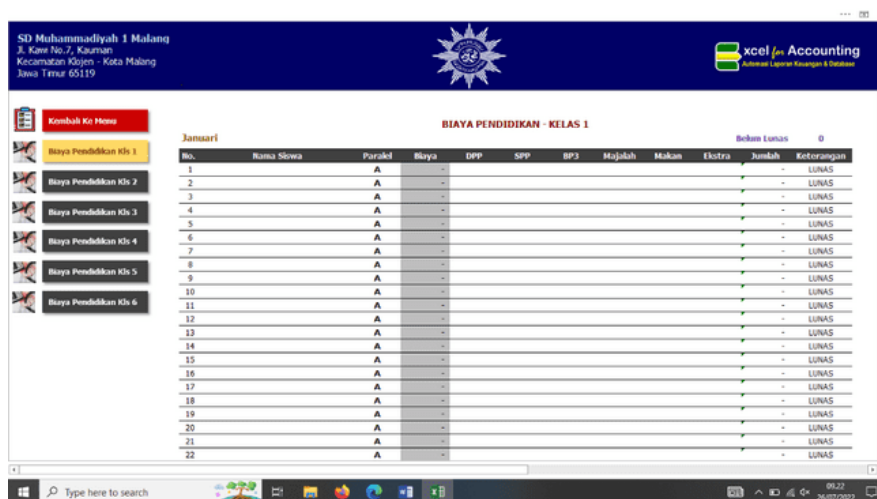 SD Muhammadiyah 1 Malang
Jl. Kawi No.7, Kauman
Kecamatan Klojen - Kota Malang
Jawa Timur 65119
xcel for Accounting
Automasi Laporan Keuangan & Database
Kembali Ke Menu
Biaya Pendidikan Kls 1
Biaya Pendidikan Kls 2
Biaya Pendidikan Kls 3
Biaya Pendidikan Kls 4
Biaya Pendidikan Kls 5
Biaya Pendidikan Kls 6
BIAYA PENDIDIKAN - KELAS 1
Januari Belum Lunas 0
No. Nama Siswa Paralel Biaya DPP SPP BP3 Majalah Makan Ekstra Jumlah Keterangan
1 A - - LUNAS
2 A - - LUNAS
3 A - - LUNAS
4 A - - LUNAS
5 A - - LUNAS
6 A - - LUNAS
7 A - - LUNAS
8 A - - LUNAS
9 A - - LUNAS
10 A - - LUNAS
11 A - - LUNAS
12 A - - LUNAS
13 A - - LUNAS
14 A - - LUNAS
15 A - - LUNAS
16 A - - LUNAS
17 A - - LUNAS
18 A - - LUNAS
19 A - - LUNAS
20 A - - LUNAS
21 A - - LUNAS
22 A - - LUNAS
Type here to search
09.22